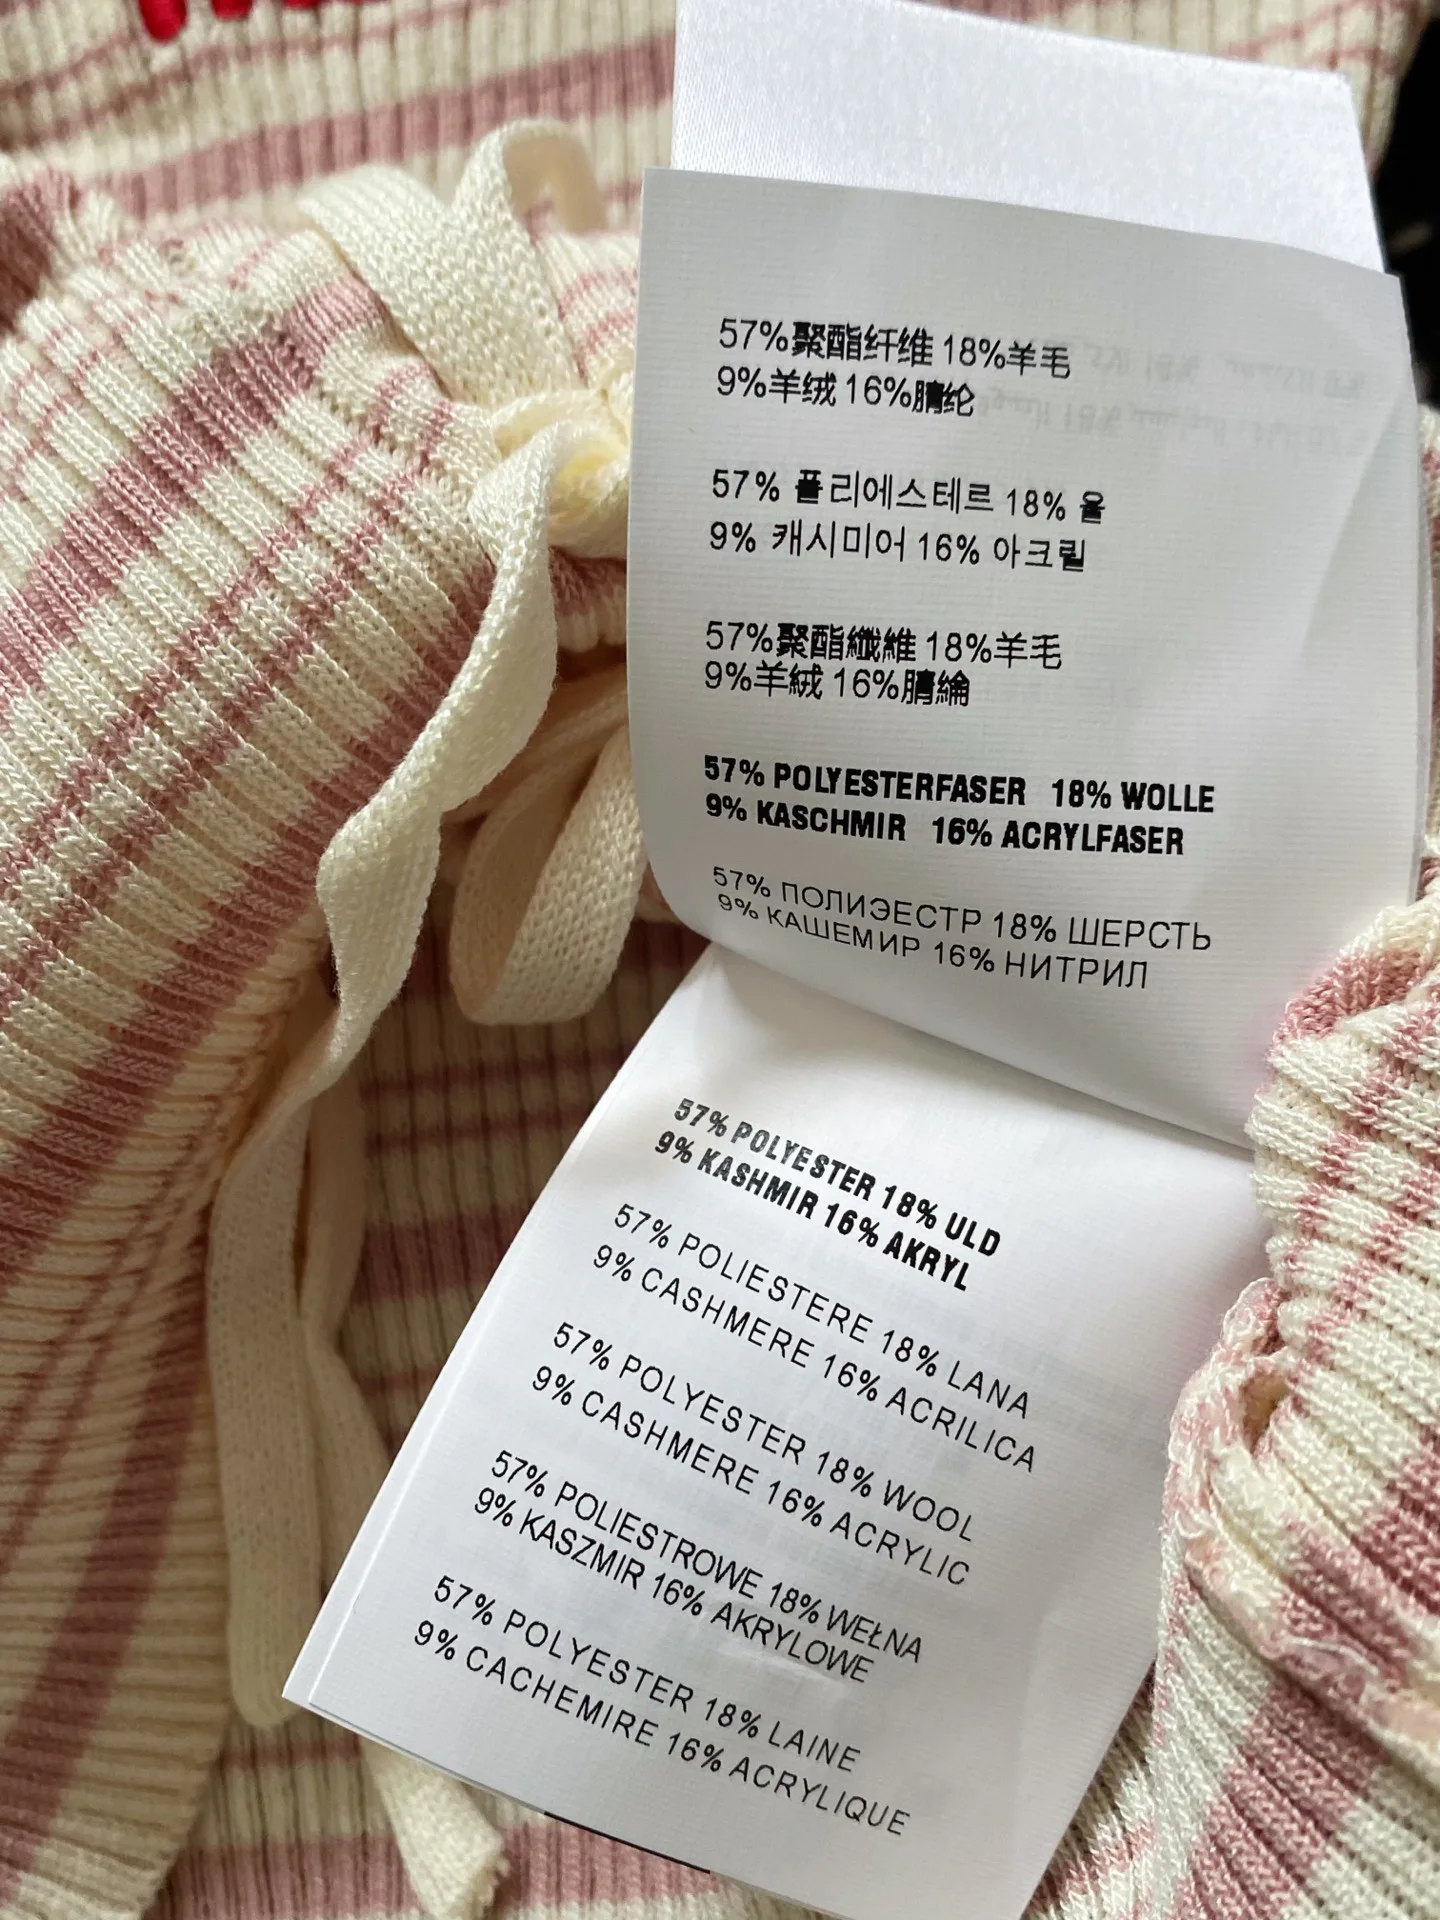 57%聚酯纤维 18%羊毛
9%羊绒 16%腈纶
57% 폴리에스테르 18% 울
9% 캐시미어 16% 아크릴
57%聚酯纖維 18%羊毛
9%羊絨 16%腈綸
57% POLYESTERFASER 18% WOLLE
9% KASCHMIR 16% ACRYLFASER
57% ПОЛИЭЕСТР 18% ШЕРСТЬ
9% КАШЕМИР 16% НИТРИЛ
57% POLYESTER 18% ULD
9% KASHMIR 16% AKRYL
57% POLIESTERE 18% LANA
9% CASHMERE 16% ACRILICA
57% POLYESTER 18% WOOL
9% CASHMERE 16% ACRYLIC
57% POLIESTROWE 18% WEŁNA
9% KASZMIR 16% AKRYLOWE
57% POLYESTER 18% LAINE
9% CACHEMIRE 16% ACRYLIQUE